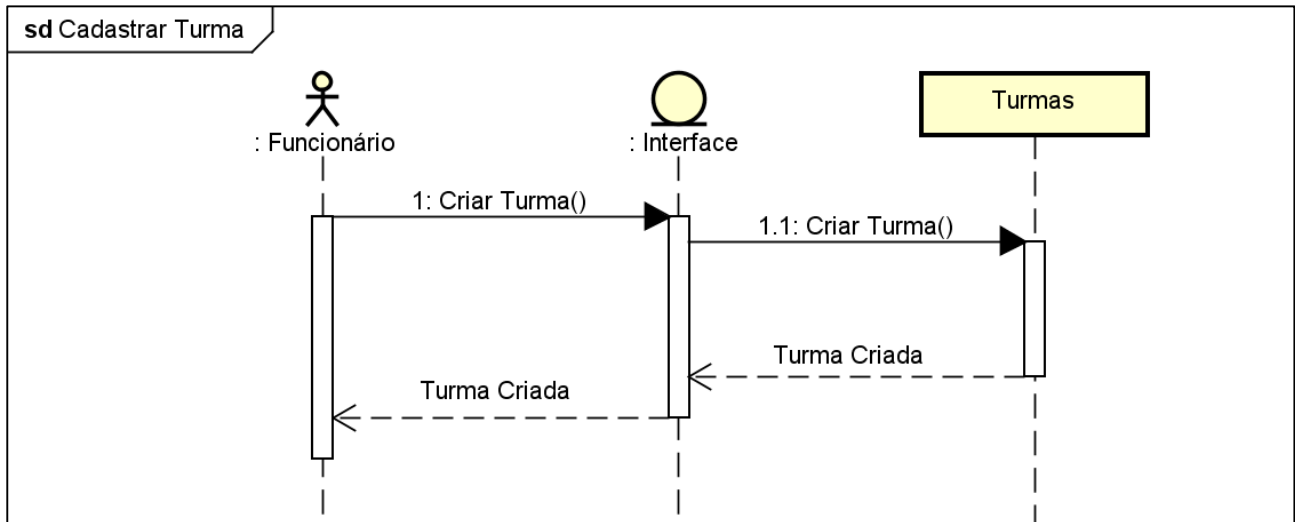 sd Cadastrar Turma
: Funcionário
: Interface
Turmas
1: Criar Turma()
1.1: Criar Turma()
Turma Criada
Turma Criada